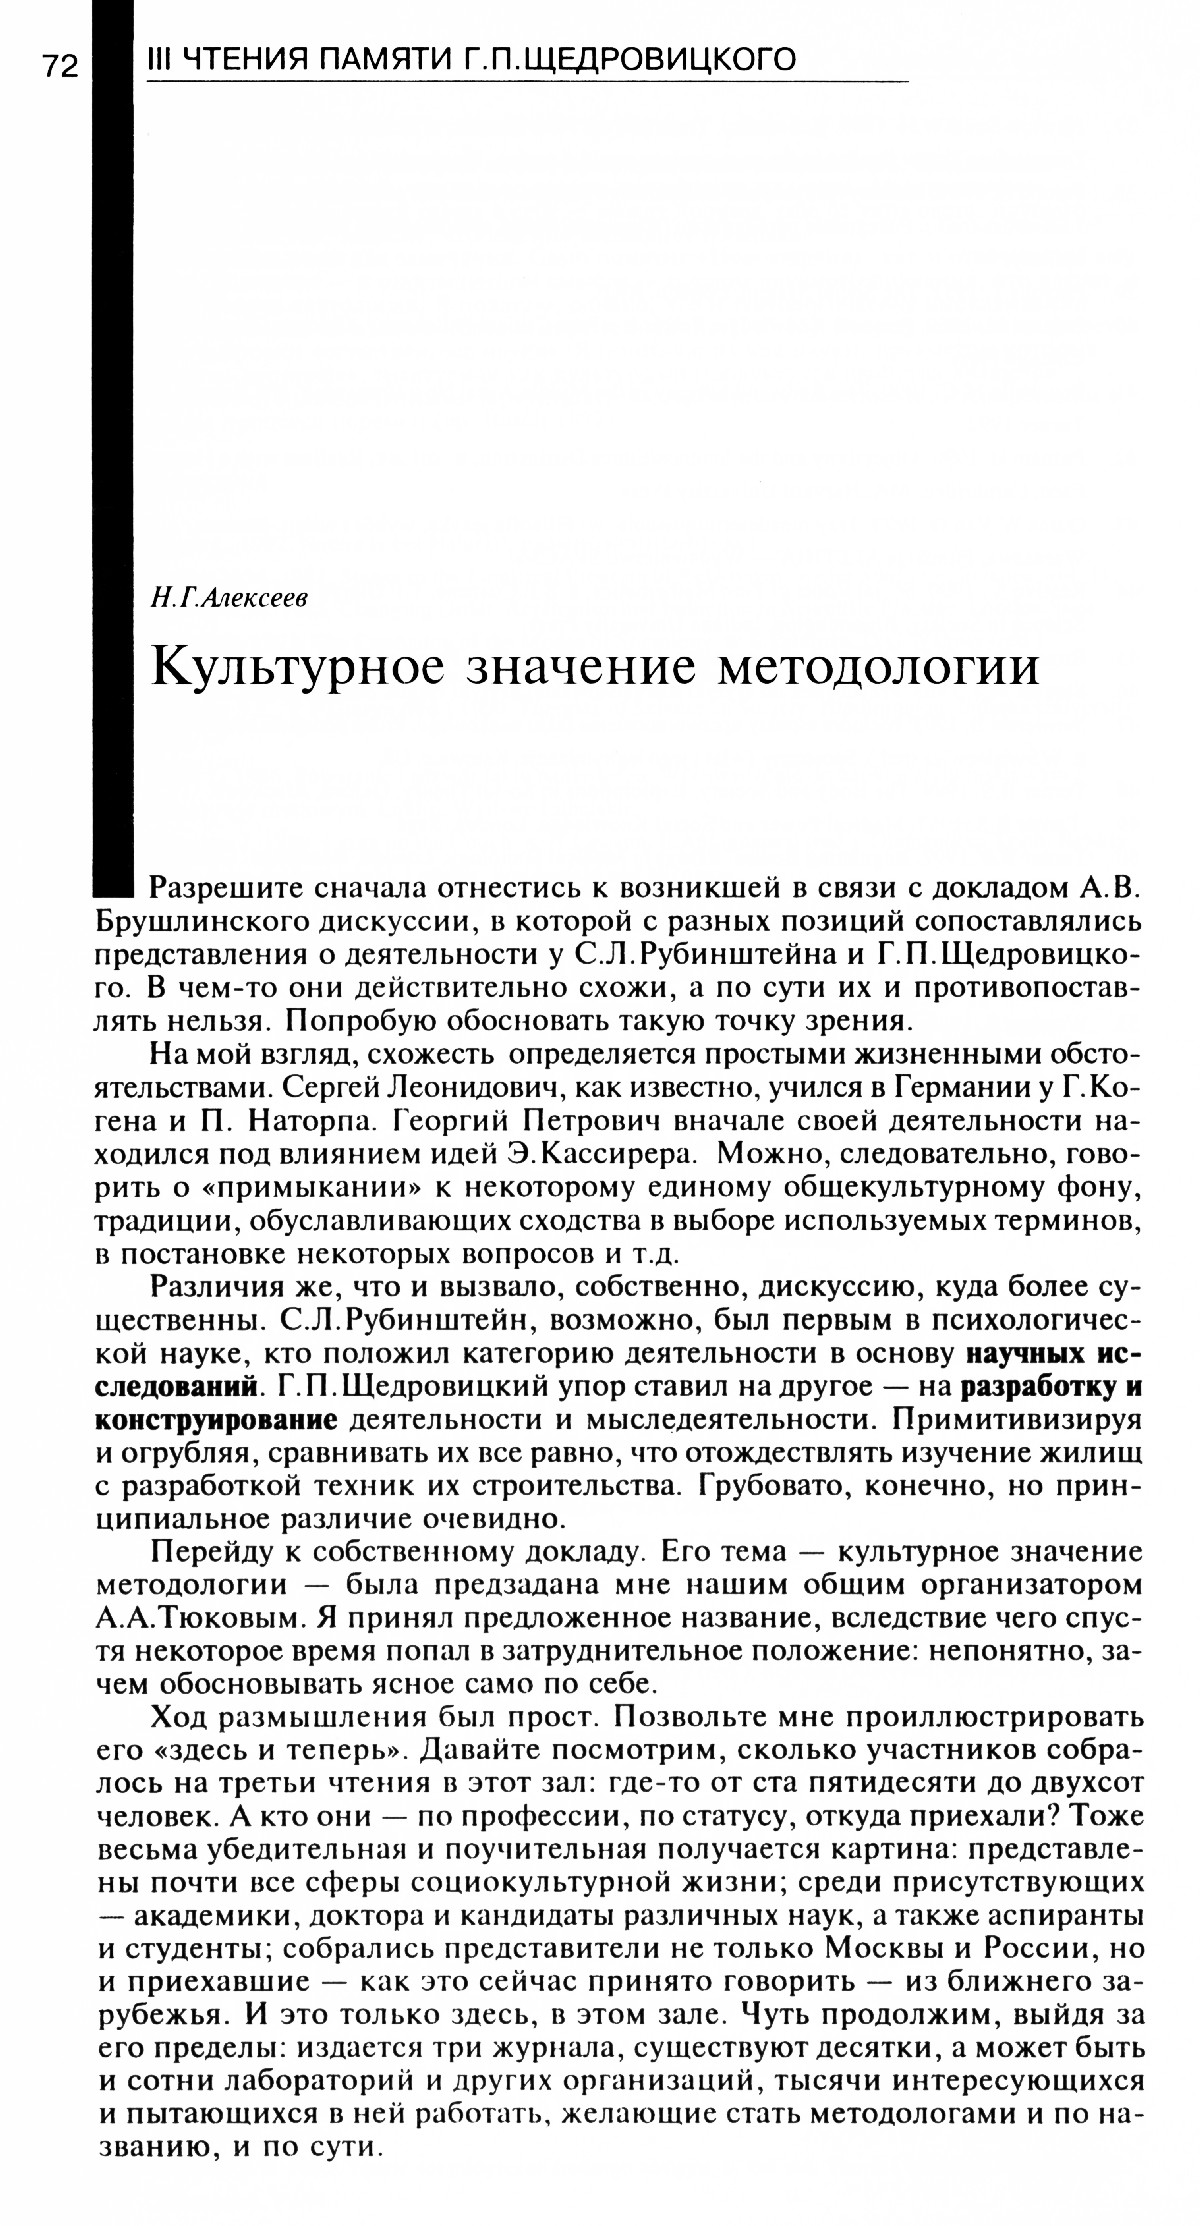 72
III ЧТЕНИЯ ПАМЯТИ Г.П.ЩЕДРОВИЦКОГО
Н.Г.Алексеев
Культурное значение методологии
Разрешите сначала отнестись к возникшей в связи с докладом А.В.
Брушлинского дискуссии, в которой с разных позиций сопоставлялись
представления о деятельности у С.Л.Рубинштейна и Г.П.Щедровицко-
го. В чем-то они действительно схожи, а по сути их и противопостав-
лять нельзя. Попробую обосновать такую точку зрения.
На мой взгляд, схожесть определяется простыми жизненными обсто-
ятельствами. Сергей Леонидович, как известно, учился в Германии у Г.Ко-
гена и П. Наторпа. Георгий Петрович вначале своей деятельности на-
ходился под влиянием идей Э.Кассирера. Можно, следовательно, гово-
рить о «примыкании» к некоторому единому общекультурному фону,
традиции, обуславливающих сходства в выборе используемых терминов,
в постановке некоторых вопросов и т.д.
Различия же, что и вызвало, собственно, дискуссию, куда более су-
щественны. С.Л.Рубинштейн, возможно, был первым в психологичес-
кой науке, кто положил категорию деятельности в основу научных ис-
следований. Г.П.Щедровицкий упор ставил на другое — на разработку и
конструирование деятельности и мыследеятельности. Примитивизируя
и огрубляя, сравнивать их все равно, что отождествлять изучение жилищ
с разработкой техник их строительства. Грубовато, конечно, но прин-
ципиальное различие очевидно.
Перейду к собственному докладу. Его тема — культурное значение
методологии — была предзадана мне нашим общим организатором
А.А.Тюковым. Я принял предложенное название, вследствие чего спус-
тя некоторое время попал в затруднительное положение: непонятно, за-
чем обосновывать ясное само по себе.
Ход размышления был прост. Позвольте мне проиллюстрировать
его «здесь и теперь». Давайте посмотрим, сколько участников собра-
лось на третьи чтения в этот зал: где-то от ста пятидесяти до двухсот
человек. А кто они — по профессии, по статусу, откуда приехали? Тоже
весьма убедительная и поучительная получается картина: представле-
ны почти все сферы социокультурной жизни; среди присутствующих
— академики, доктора и кандидаты различных наук, а также аспиранты
и студенты; собрались представители не только Москвы и России, но
и приехавшие — как это сейчас принято говорить — из ближнего за-
рубежья. И это только здесь, в этом зале. Чуть продолжим, выйдя за
его пределы: издается три журнала, существуют десятки, а может быть
и сотни лабораторий и других организаций, тысячи интересующихся
и пытающихся в ней работать, желающие стать методологами и по на-
званию, и по сути.